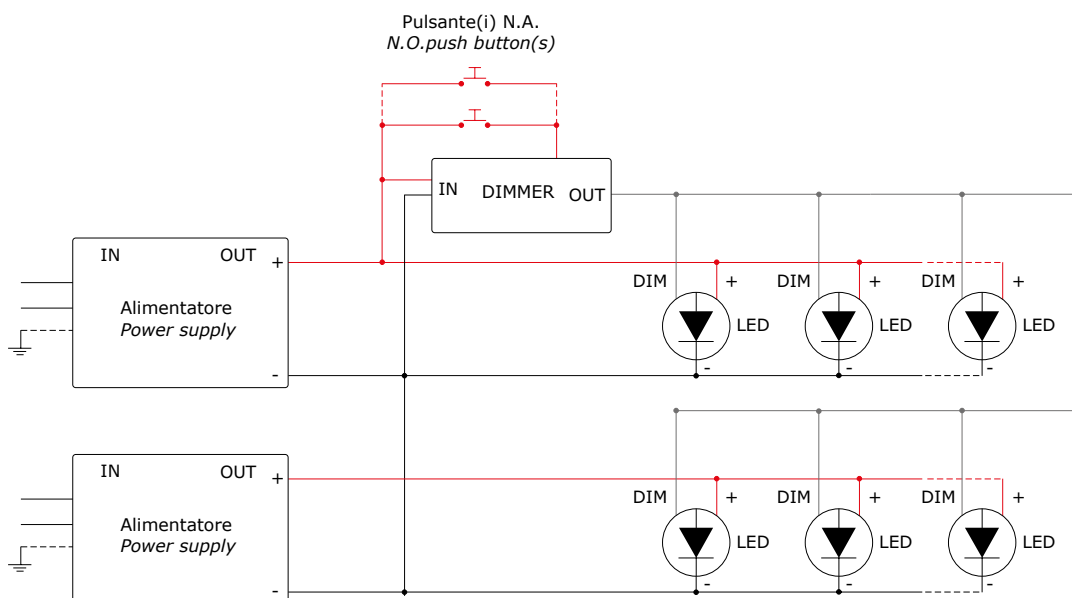 Pulsante(i) N.A.
N.O.push button(s)
IN DIMMER OUT
IN OUT +
Alimentatore
Power supply
-
DIM + LED -
DIM + LED -
DIM + LED -
IN OUT +
Alimentatore
Power supply
-
DIM + LED -
DIM + LED -
DIM + LED -